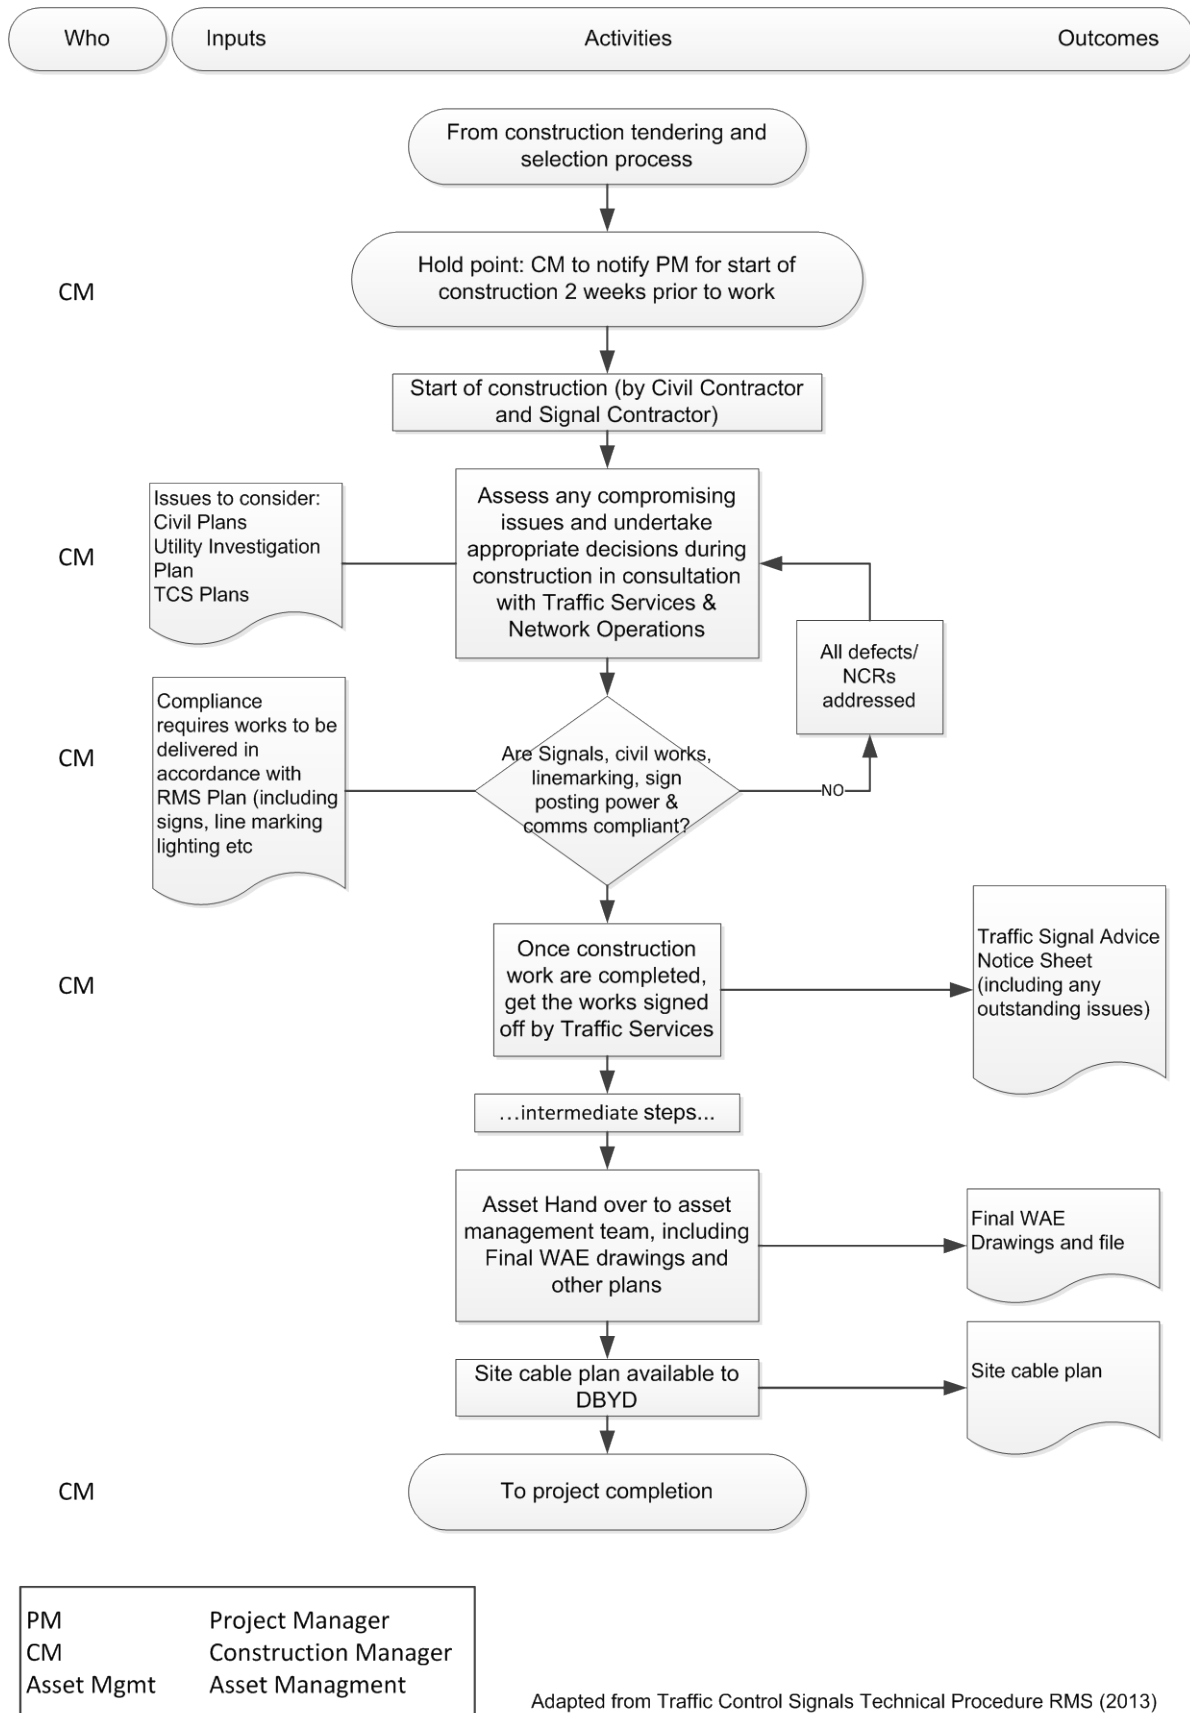 Who
Inputs
Activities
Outcomes
From construction tendering and
selection process
CM
Hold point: CM to notify PM for start of
construction 2 weeks prior to work
Start of construction (by Civil Contractor
and Signal Contractor)
CM
Issues to consider:
Civil Plans
Utility Investigation
Plan
TCS Plans
Assess any compromising
issues and undertake
appropriate decisions during
construction in consultation
with Traffic Services &
Network Operations
All defects/
NCRs
addressed
CM
Compliance
requires works to be
delivered in
accordance with
RMS Plan (including
signs, line marking
lighting etc
Are Signals, civil works,
linemarking, sign
posting power &
comms compliant?
NO
CM
Once construction
work are completed,
get the works signed
off by Traffic Services
Traffic Signal Advice
Notice Sheet
(including any
outstanding issues)
...intermediate steps...
Asset Hand over to asset
management team, including
Final WAE drawings and
other plans
Final WAE
Drawings and file
Site cable plan available to
DBYD
Site cable plan
CM
To project completion
PM Project Manager
CM Construction Manager
Asset Mgmt Asset Managment
Adapted from Traffic Control Signals Technical Procedure RMS (2013)